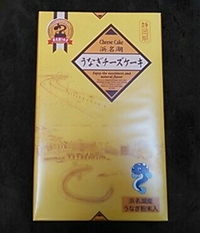 Cheese Cake
浜名湖
うなぎチーズケーキ
Enjoy the sweetness and
natural flavor
浜名湖産
うなぎ粉末入